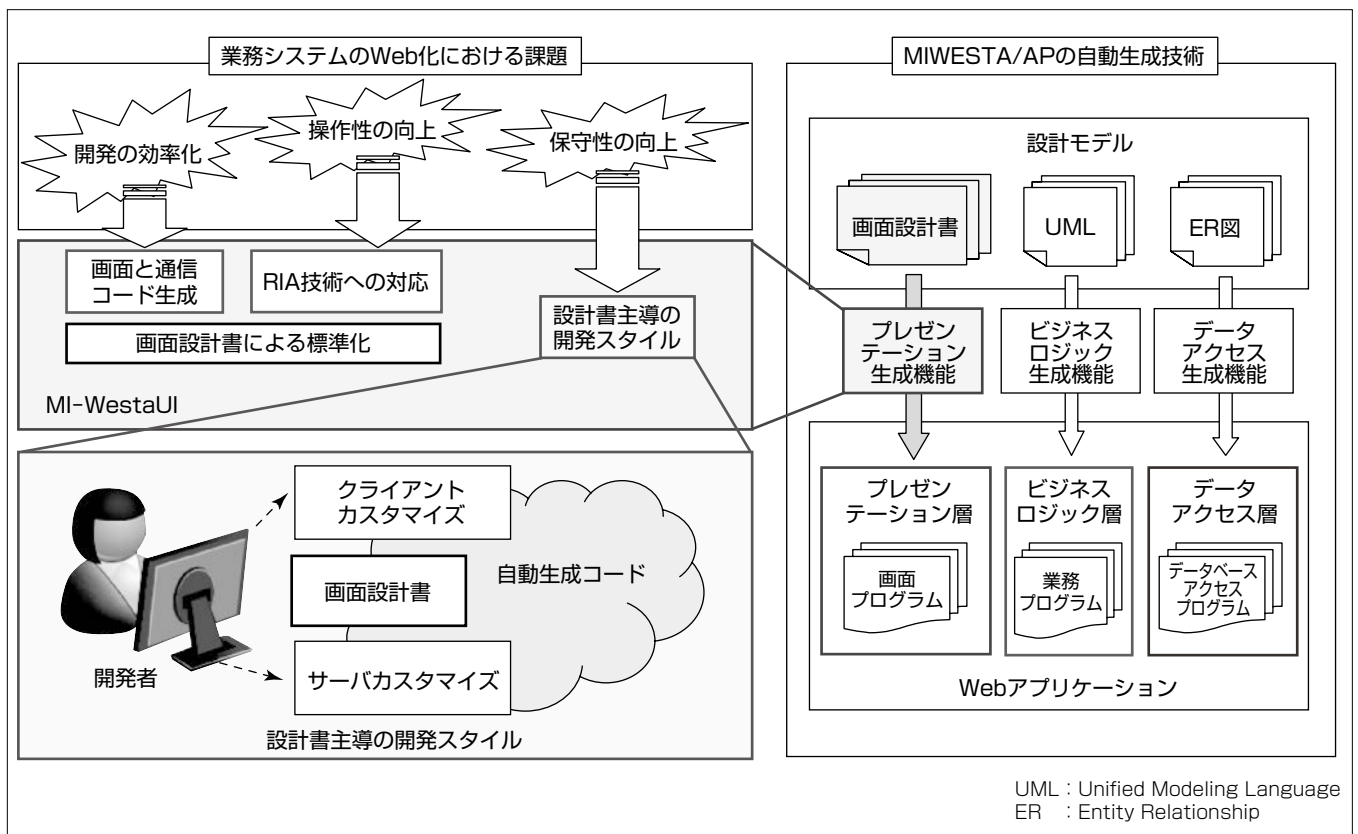 業務システムのWeb化における課題
開発の効率化
操作性の向上
保守性の向上
画面と通信
コード生成
RIA技術への対応
画面設計書による標準化
設計書主導の
開発スタイル
MI-WestaUI
クライアント
カスタマイズ
画面設計書
自動生成コード
サーバカスタマイズ
開発者
設計書主導の開発スタイル
MIWESTA/APの自動生成技術
設計モデル
画面設計書
UML
ER図
プレゼン
テーション
生成機能
ビジネス
ロジック
生成機能
データ
アクセス
生成機能
プレゼン
テーション層
画面
プログラム
ビジネス
ロジック層
業務
プログラム
データ
アクセス層
データベース
アクセス
プログラム
Webアプリケーション
UML：Unified Modeling Language
ER ：Entity Relationship